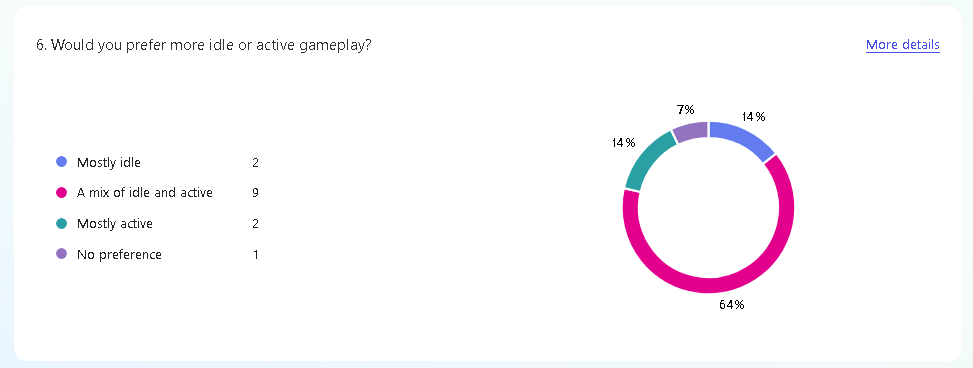 6. Would you prefer more idle or active gameplay?
More details
Mostly idle 2
A mix of idle and active 9
Mostly active 2
No preference 1
7%
14%
14%
64%